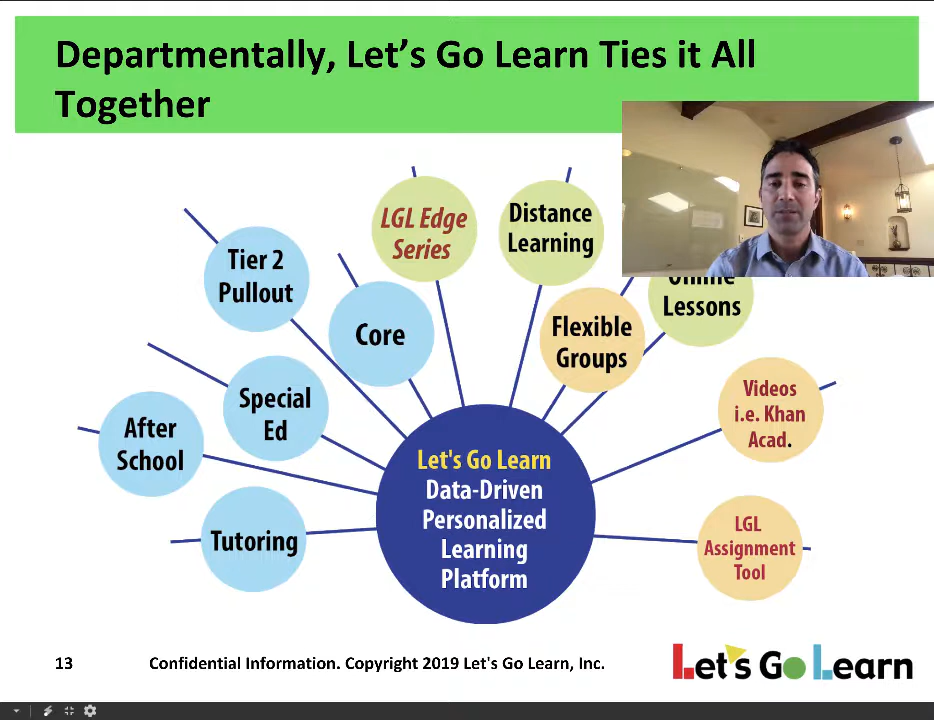 Departmentally, Let's Go Learn Ties it All
Together
LGL Edge
Series
Distance
Learning
Tier 2
Pullout
Core
Flexible
Groups
Online
Lessons
Special
Ed
Videos
i.e. Khan
Acad.
After
School
Let's Go Learn
Data-Driven
Personalized
Learning
Platform
Tutoring
LGL
Assignment
Tool
13
Confidential Information. Copyright 2019 Let's Go Learn, Inc.
Let's Go Learn